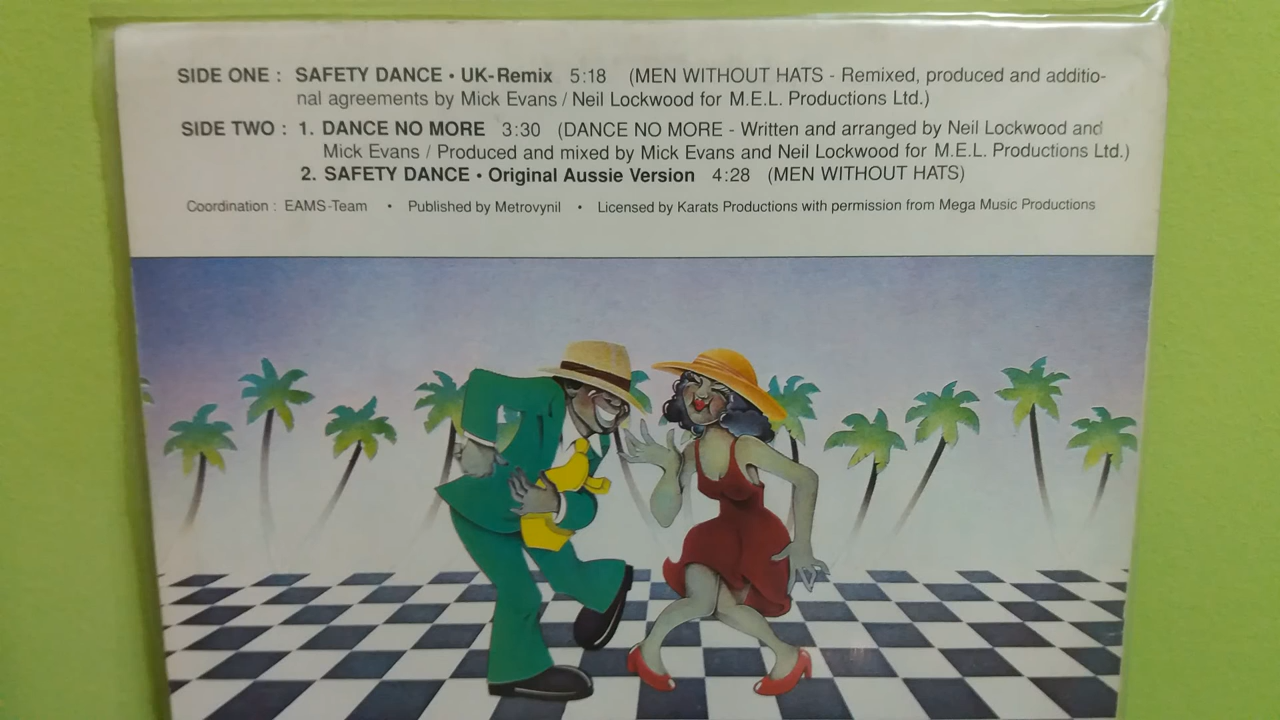 SIDE ONE : SAFETY DANCE • UK-Remix 5:18 (MEN WITHOUT HATS - Remixed, produced and additio-
nal agreements by Mick Evans / Neil Lockwood for M.E.L. Productions Ltd.)
SIDE TWO : 1. DANCE NO MORE 3:30 (DANCE NO MORE - Written and arranged by Neil Lockwood and
Mick Evans / Produced and mixed by Mick Evans and Neil Lockwood for M.E.L. Productions Ltd.)
2. SAFETY DANCE • Original Aussie Version 4:28 (MEN WITHOUT HATS)
Coordination : EAMS-Team • Published by Metrovynil • Licensed by Karats Productions with permission from Mega Music Productions